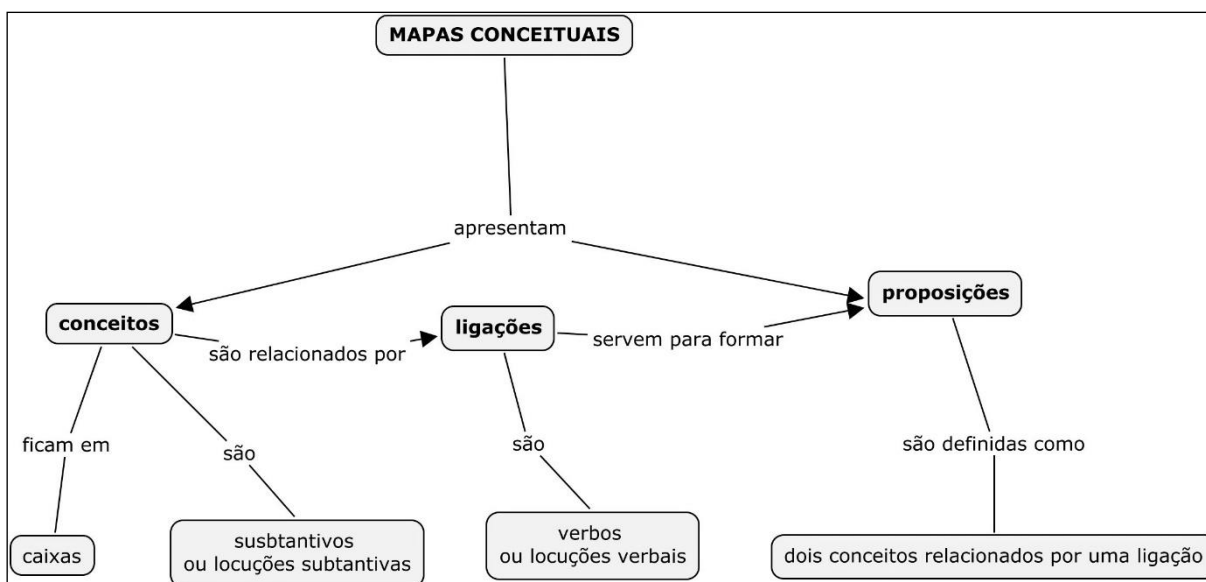 MAPAS CONCEITUAIS
apresentam
conceitos
são relacionados por
ligações
servem para formar
proposições
ficam em
são
são
são definidas como
caixas
susbtantivos
ou locuções subtantivas
verbos
ou locuções verbais
dois conceitos relacionados por uma ligação